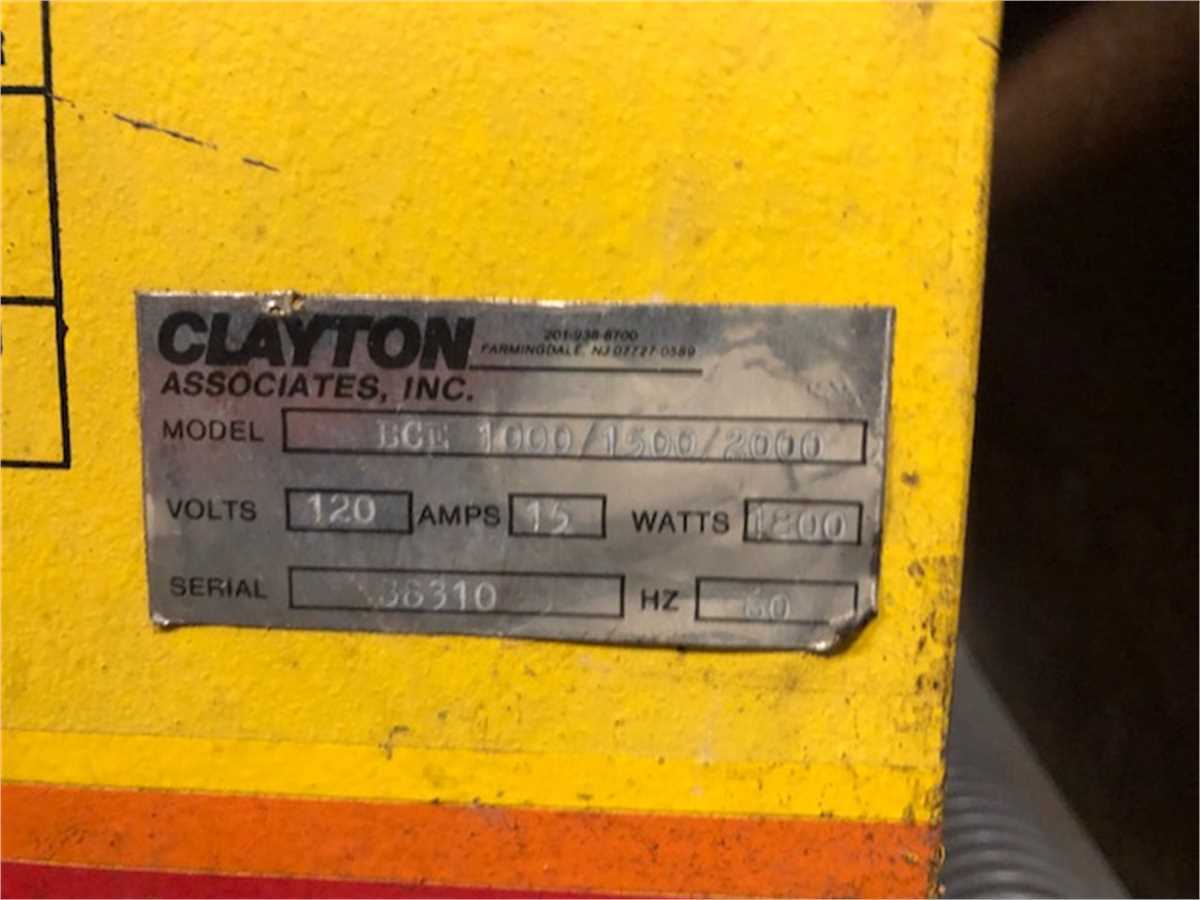 R
CLAYTON
ASSOCIATES, INC.
201-938-6700
FARMINGDALE, NJ 07727-0589
MODEL BCE 1000/1500/2000
VOLTS 120 AMPS 15 WATTS 1800
SERIAL 36310 HZ 60